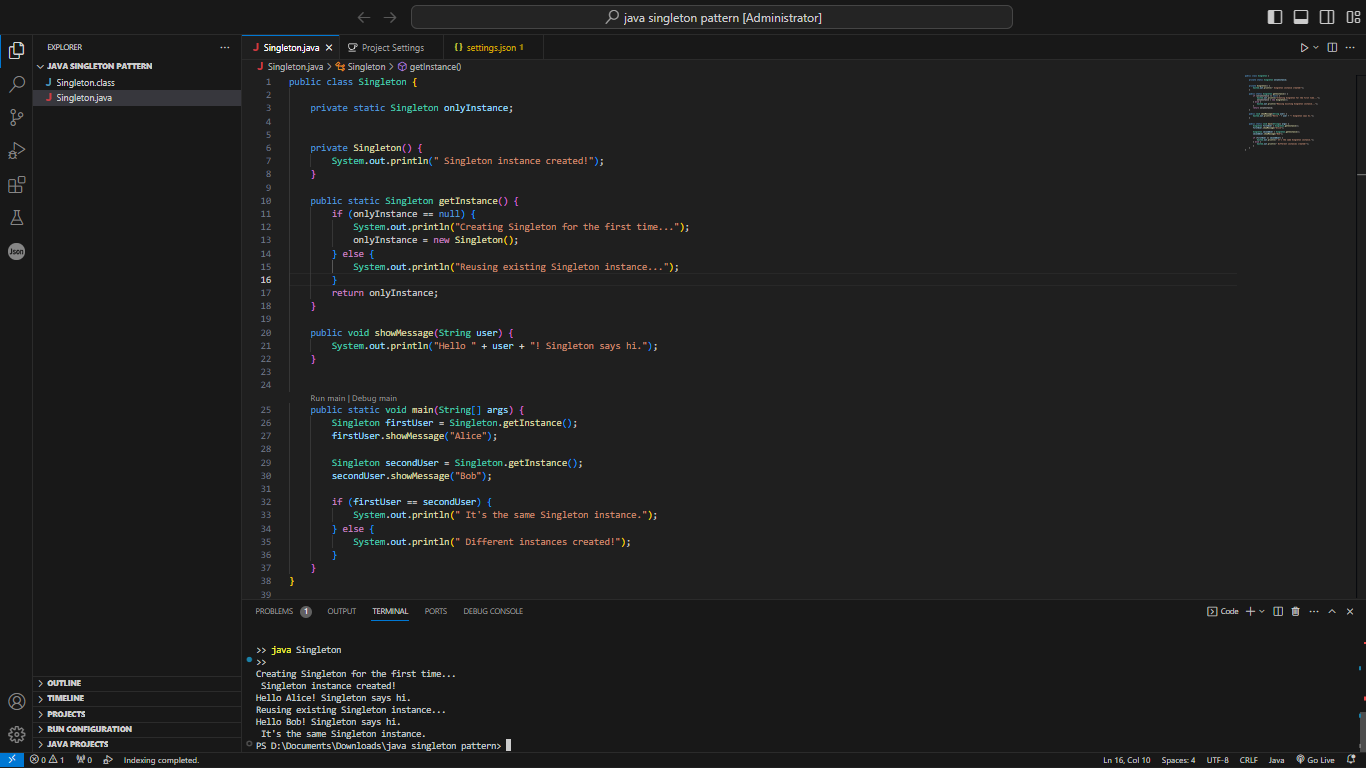 java singleton pattern [Administrator]
EXPLORER
JAVA SINGLETON PATTERN
J Singleton.class
J Singleton.java
OUTLINE
TIMELINE
PROJECTS
RUN CONFIGURATION
JAVA PROJECTS
J Singleton.java
Project Settings
{} settings.json 1
J Singleton.java > Singleton > getInstance()
1 public class Singleton {
2
3 private static Singleton onlyInstance;
4
5
6 private Singleton() {
7 System.out.println(" Singleton instance created!");
8 }
9
10 public static Singleton getInstance() {
11 if (onlyInstance == null) {
12 System.out.println("Creating Singleton for the first time...");
13 onlyInstance = new Singleton();
14 } else {
15 System.out.println("Reusing existing Singleton instance...");
16 }
17 return onlyInstance;
18 }
19
20 public void showMessage(String user) {
21 System.out.println("Hello " + user + "! Singleton says hi.");
22 }
23
24
Run main | Debug main
25 public static void main(String[] args) {
26 Singleton firstUser = Singleton.getInstance();
27 firstUser.showMessage("Alice");
28
29 Singleton secondUser = Singleton.getInstance();
30 secondUser.showMessage("Bob");
31
32 if (firstUser == secondUser) {
33 System.out.println(" It's the same Singleton instance.");
34 } else {
35 System.out.println(" Different instances created!");
36 }
37 }
38 }
39
PROBLEMS 1 OUTPUT TERMINAL PORTS DEBUG CONSOLE
Code
>> java Singleton
>>
Creating Singleton for the first time...
Singleton instance created!
Hello Alice! Singleton says hi.
Reusing existing Singleton instance...
Hello Bob! Singleton says hi.
It's the same Singleton instance.
PS D:\Documents\Downloads\java singleton pattern>
Json
0 1 0 Indexing completed.
Ln 16, Col 10 Spaces: 4 UTF-8 CRLF Java Go Live